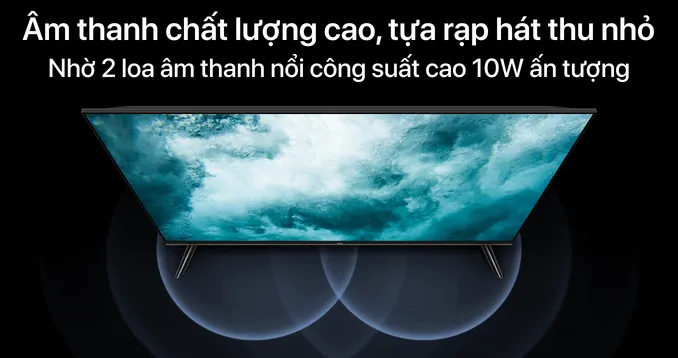 Âm thanh chất lượng cao, tựa rạp hát thu nhỏ
Nhờ 2 loa âm thanh nổi công suất cao 10W ấn tượng